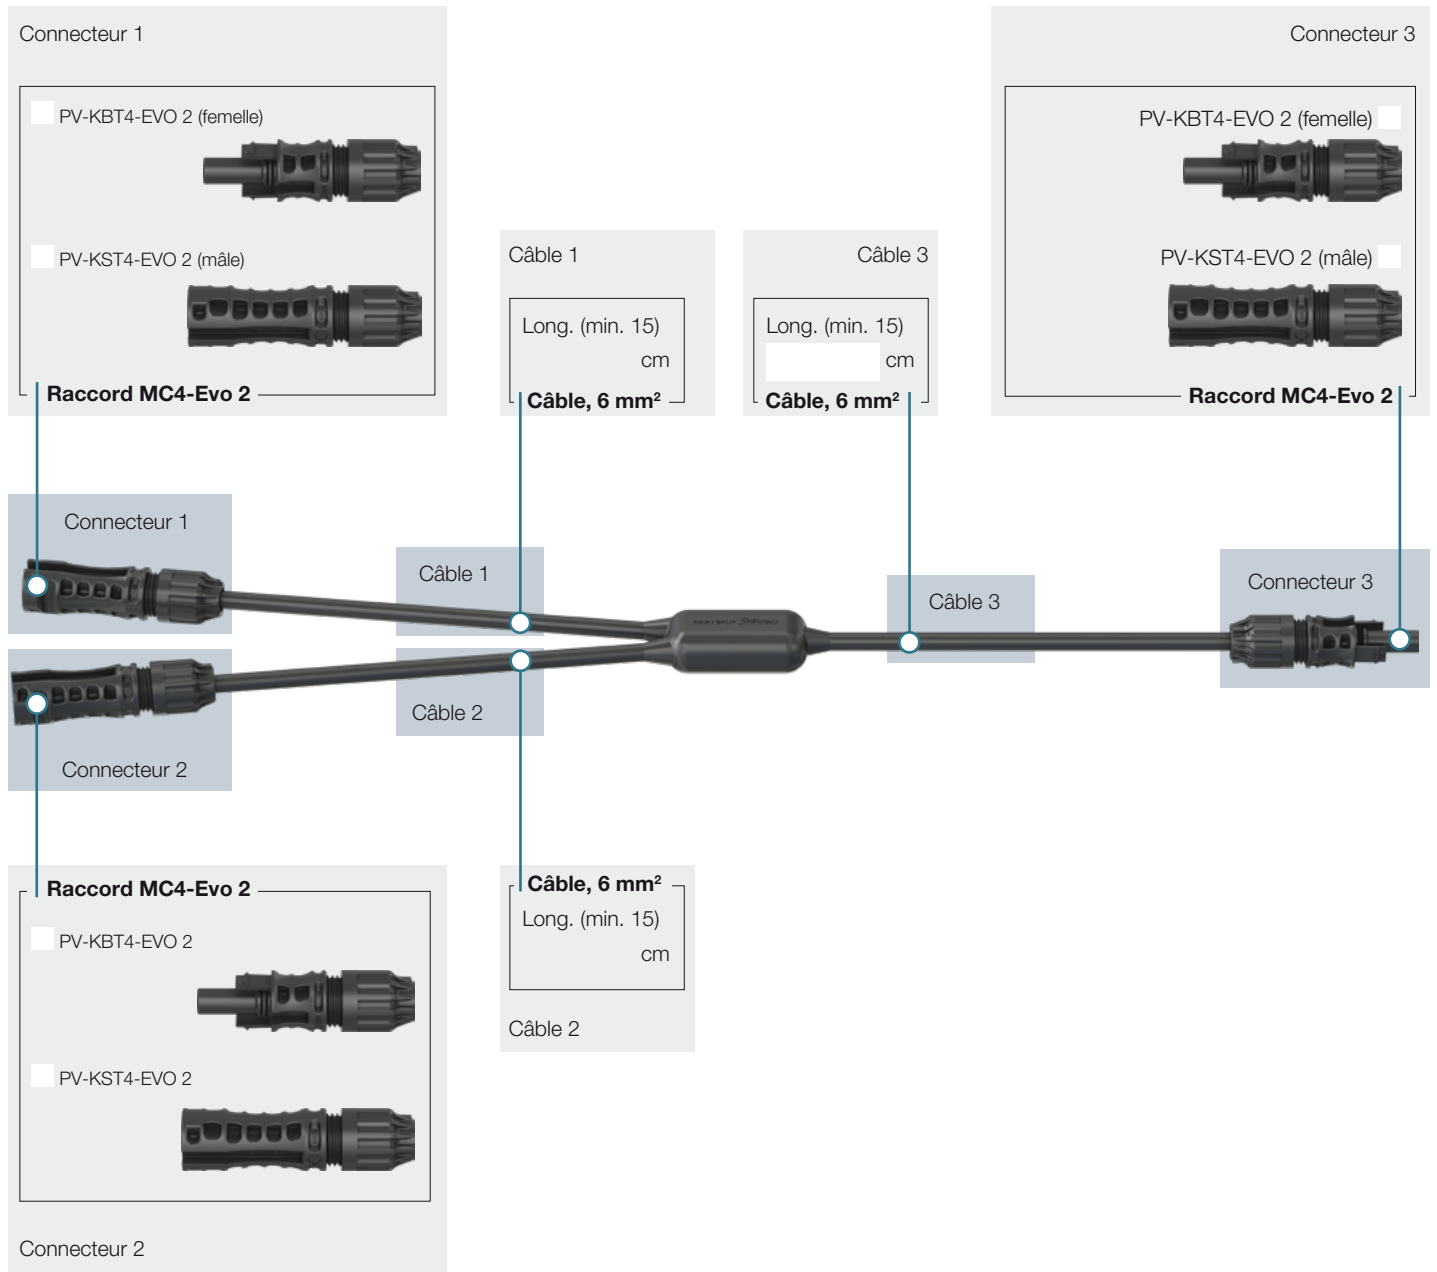 Connecteur 1
PV-KBT4-EVO 2 (femelle)
PV-KST4-EVO 2 (mâle)
Raccord MC4-Evo 2
Câble 1
Long. (min. 15)
cm
Câble, 6 mm²
Câble 3
Long. (min. 15)
cm
Câble, 6 mm²
Connecteur 3
PV-KBT4-EVO 2 (femelle)
PV-KST4-EVO 2 (mâle)
Raccord MC4-Evo 2
Connecteur 1
Câble 1
Câble 3
Connecteur 3
Câble 2
Connecteur 2
Raccord MC4-Evo 2
PV-KBT4-EVO 2
PV-KST4-EVO 2
Connecteur 2
Câble, 6 mm²
Long. (min. 15)
cm
Câble 2